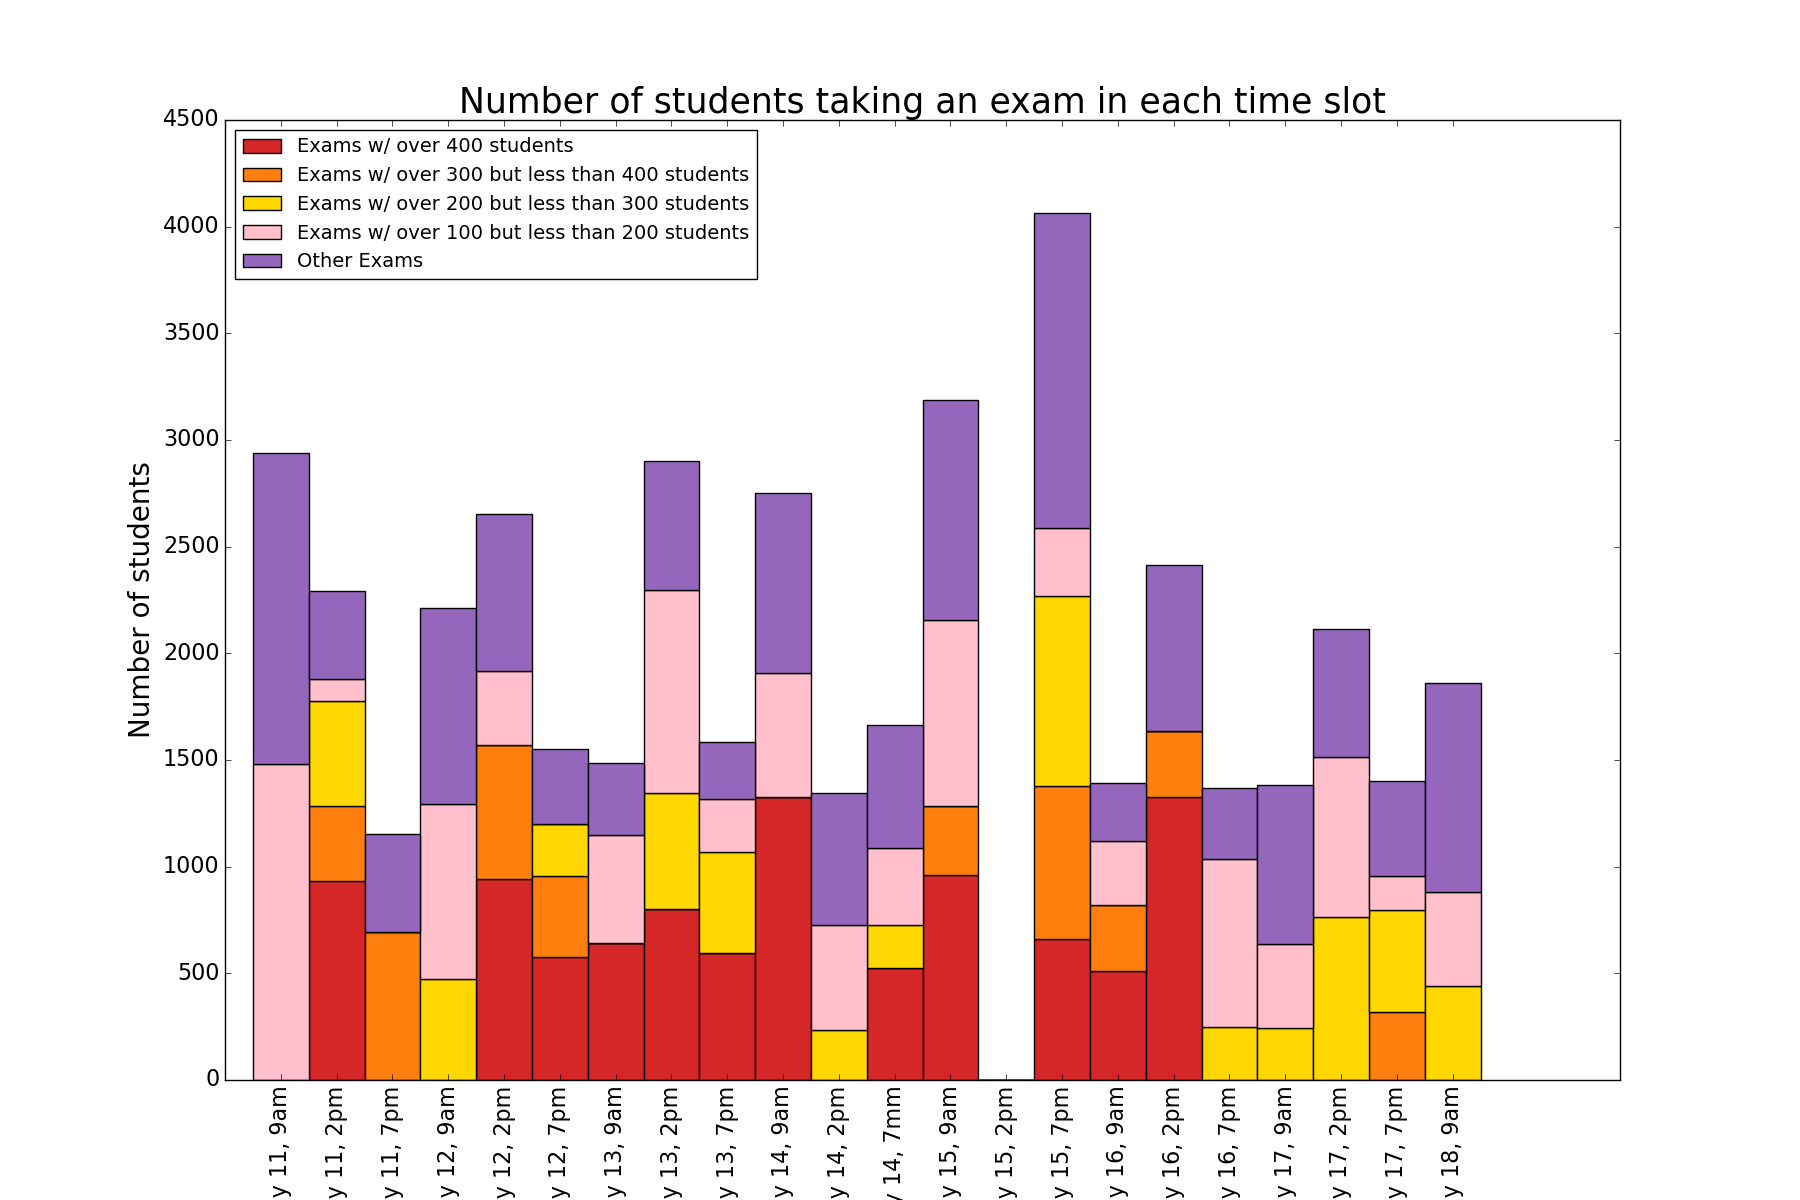 Number of students taking an exam in each time slot
Exams w/ over 400 students
Exams w/ over 300 but less than 400 students
Exams w/ over 200 but less than 300 students
Exams w/ over 100 but less than 200 students
Other Exams
Number of students
4500
4000
3500
3000
2500
2000
1500
1000
500
0
y 11, 9am
y 11, 2pm
y 11, 7pm
y 12, 9am
y 12, 2pm
y 12, 7pm
y 13, 9am
y 13, 2pm
y 13, 7pm
y 14, 9am
y 14, 2pm
y 14, 7mm
y 15, 9am
y 15, 2pm
y 15, 7pm
y 16, 9am
y 16, 2pm
y 16, 7pm
y 17, 9am
y 17, 2pm
y 17, 7pm
y 18, 9am